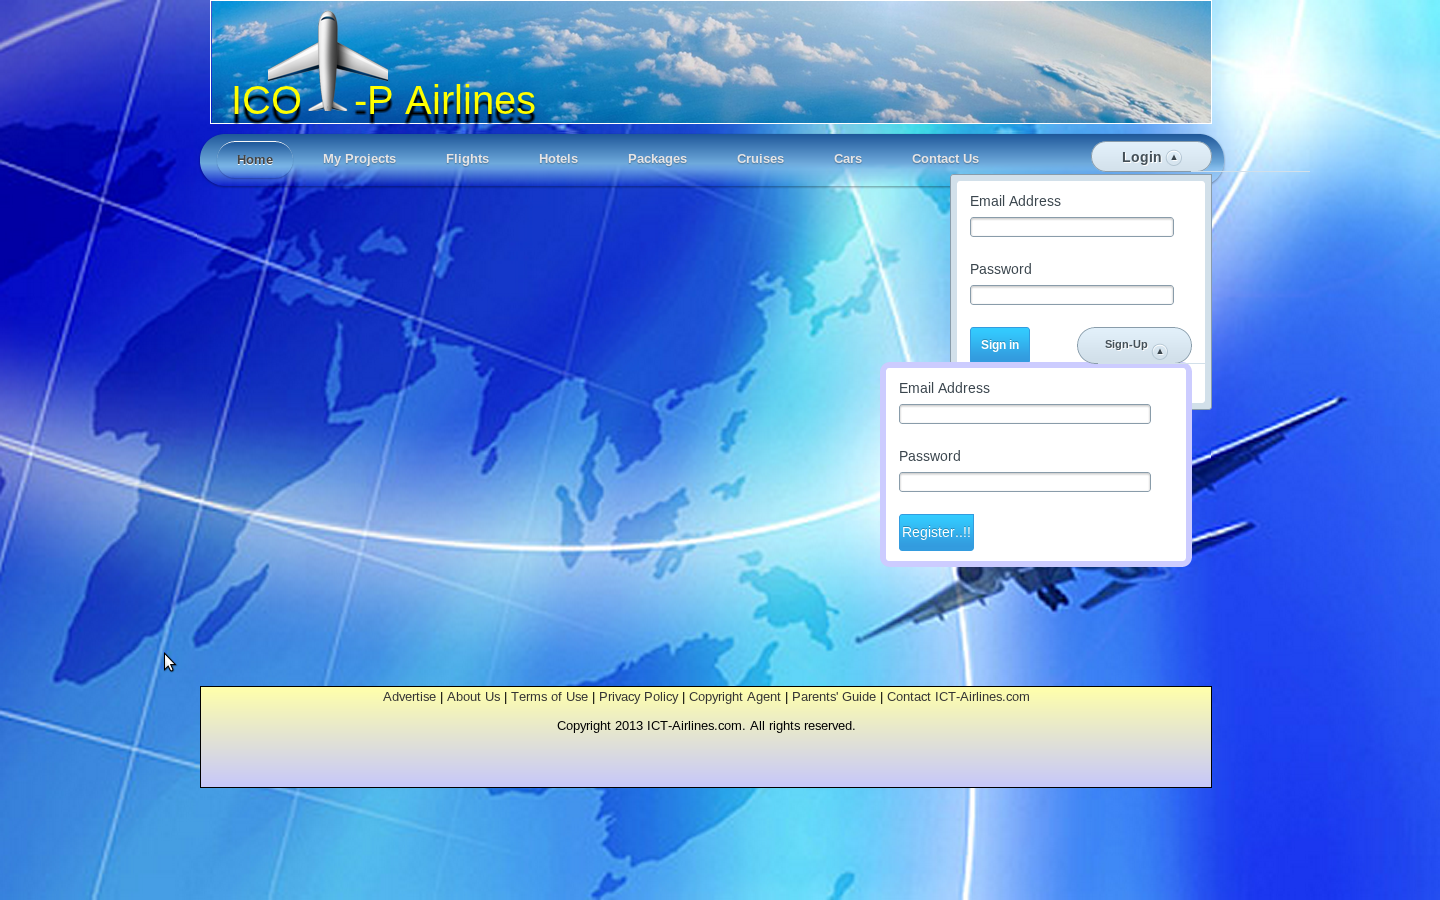 ICO -P Airlines
Home My Projects Flights Hotels Packages Cruises Cars Contact Us Login
Email Address
Password
Sign in Sign-Up
Email Address
Password
Register..!!
Advertise | About Us | Terms of Use | Privacy Policy | Copyright Agent | Parents' Guide | Contact ICT-Airlines.com
Copyright 2013 ICT-Airlines.com. All rights reserved.